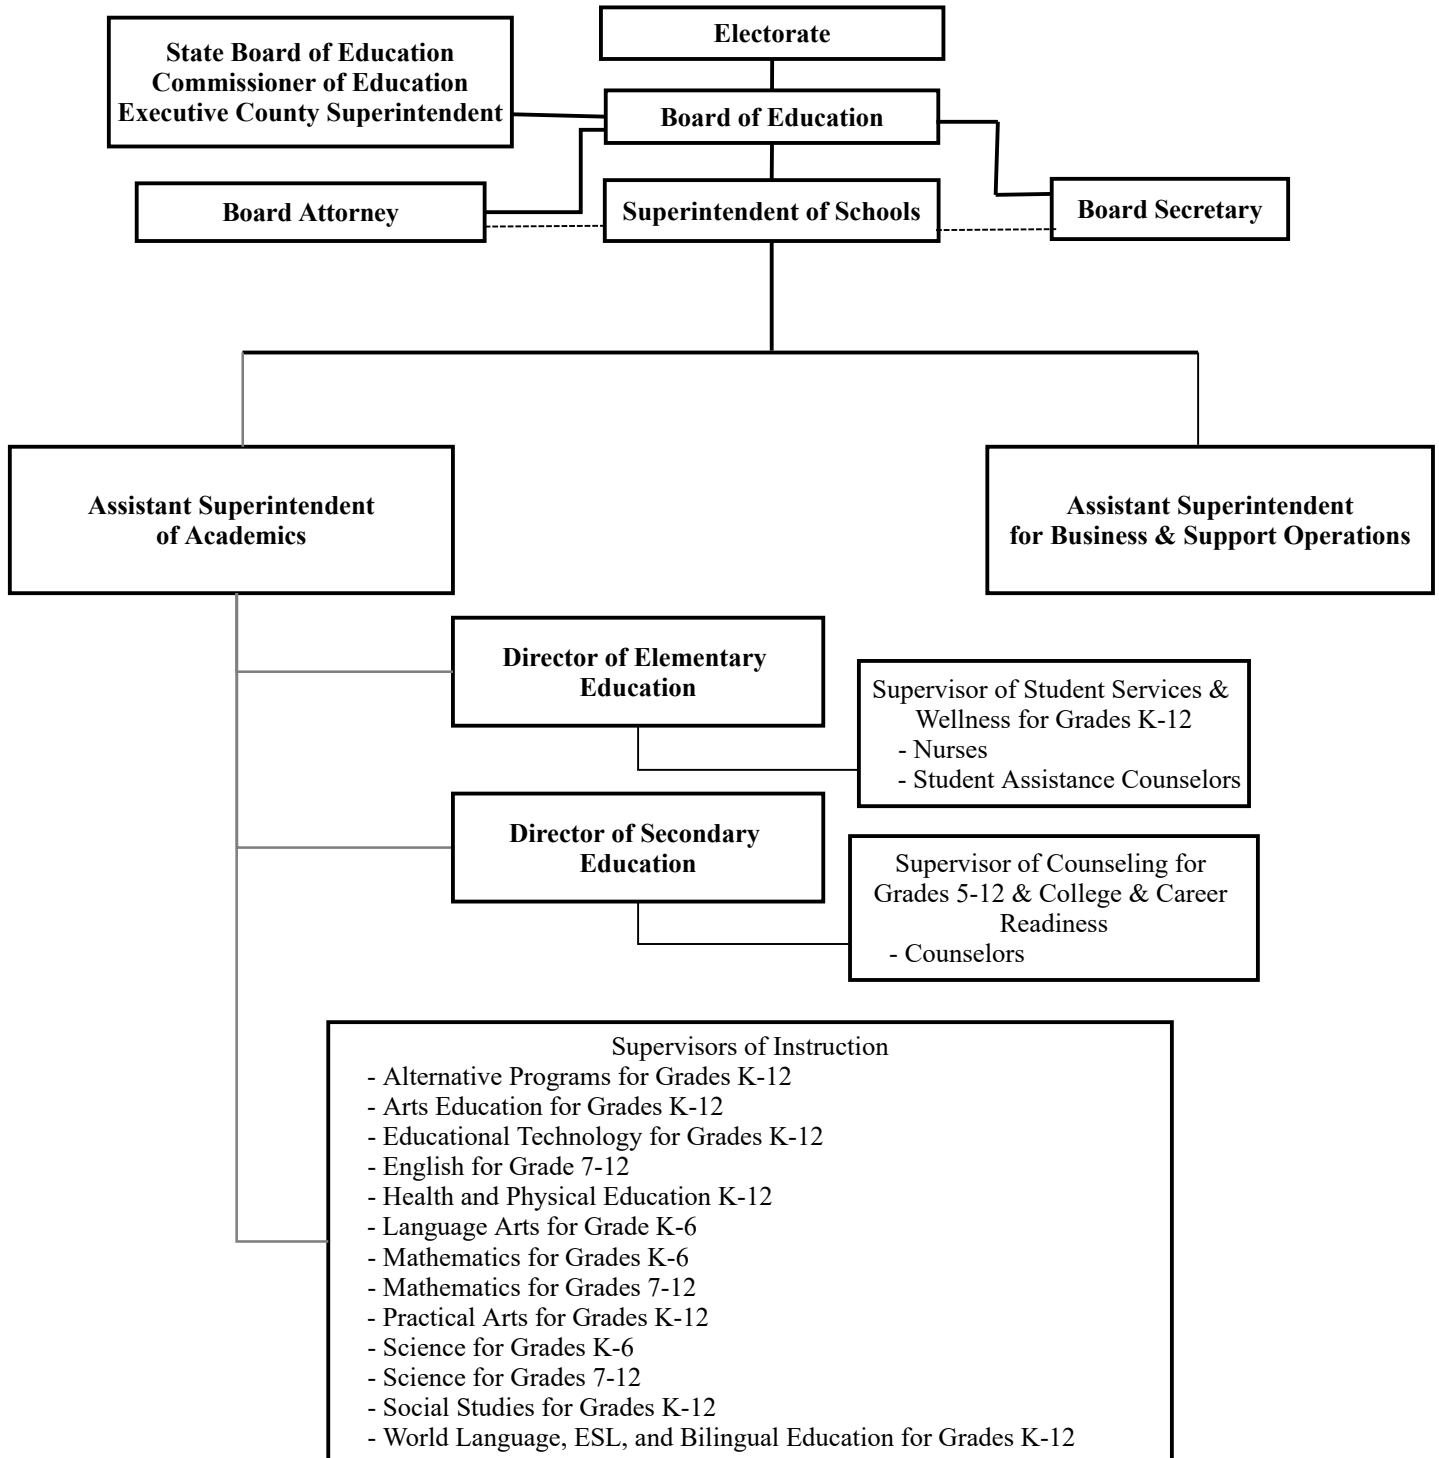 State Board of Education
Commissioner of Education
Executive County Superintendent
Electorate
Board of Education
Board Attorney
Superintendent of Schools
Board Secretary
Assistant Superintendent
of Academics
Assistant Superintendent
for Business & Support Operations
Director of Elementary
Education
Supervisor of Student Services &
Wellness for Grades K-12
- Nurses
- Student Assistance Counselors
Director of Secondary
Education
Supervisor of Counseling for
Grades 5-12 & College & Career
Readiness
- Counselors
Supervisors of Instruction
- Alternative Programs for Grades K-12
- Arts Education for Grades K-12
- Educational Technology for Grades K-12
- English for Grade 7-12
- Health and Physical Education K-12
- Language Arts for Grade K-6
- Mathematics for Grades K-6
- Mathematics for Grades 7-12
- Practical Arts for Grades K-12
- Science for Grades K-6
- Science for Grades 7-12
- Social Studies for Grades K-12
- World Language, ESL, and Bilingual Education for Grades K-12